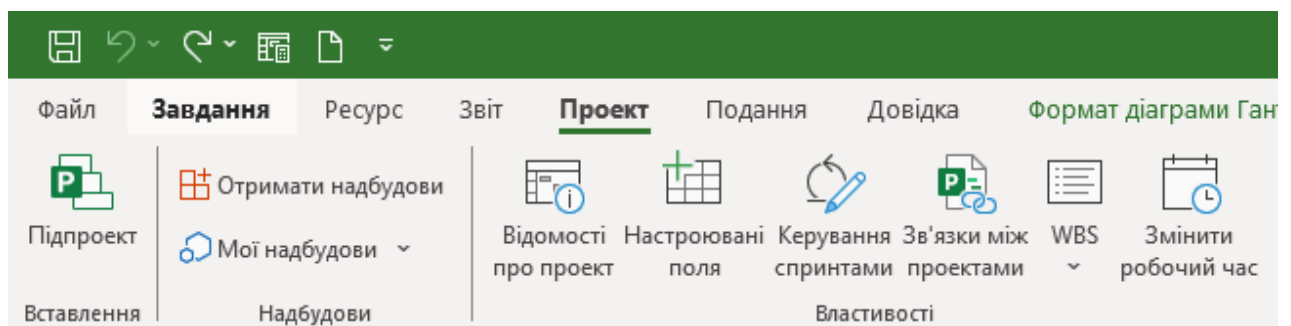 Файл Завдання Ресурс Звіт Проект Подання Довідка Формат діаграми
Отримати надбудови
Підпроект
Мої надбудови
Відомості про проект
Настроювані поля
Керування спринтами
Зв'язки між проектами
WBS
Змінити робочий час
Вставлення Надбудови Властивості